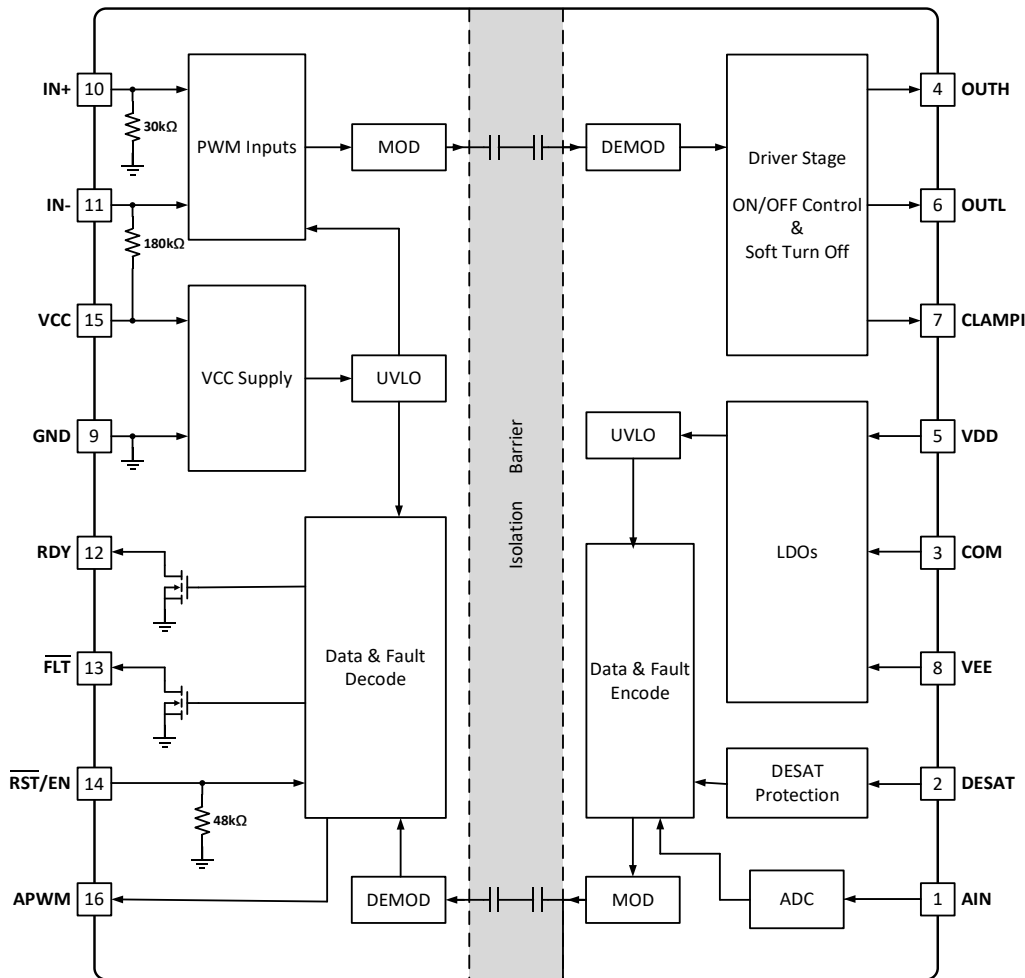 IN+
10
30kΩ
IN-
11
180kΩ
VCC
15
GND
9
RDY
12
FLT
13
RST/EN
14
48kΩ
APWM
16
PWM Inputs
MOD
VCC Supply
UVLO
Data & Fault
Decode
DEMOD
Isolation Barrier
DEMOD
Driver Stage
ON/OFF Control
&
Soft Turn Off
UVLO
LDOs
Data & Fault
Encode
DESAT
Protection
MOD
ADC
4
OUTH
6
OUTL
7
CLAMPI
5
VDD
3
COM
8
VEE
2
DESAT
1
AIN